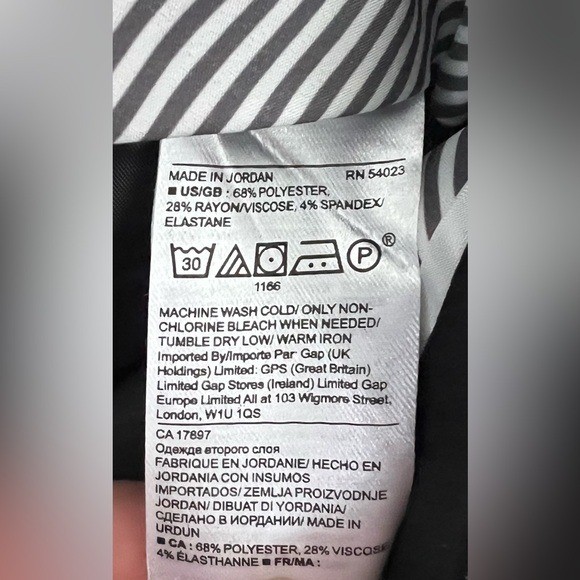 MADE IN JORDAN RN 54023
■ US/GB : 68% POLYESTER,
28% RAYON/VISCOSE, 4% SPANDEX/
ELASTANE
30 P ®
1166
MACHINE WASH COLD/ ONLY NON-
CHLORINE BLEACH WHEN NEEDED/
TUMBLE DRY LOW/ WARM IRON
Imported By/Importe Par Gap (UK
Holdings) Limited: GPS (Great Britain)
Limited Gap Stores (Ireland) Limited Gap
Europe Limited All at 103 Wigmore Street,
London, W1U 1QS
CA 17897
Одежда второго слоя
FABRIQUE EN JORDANIE/ HECHO EN
JORDANIA CON INSUMOS
IMPORTADOS/ ZEMLJA PROIZVODNJE
JORDAN/ DIBUAT DI YORDANIA/
СДЕЛАНО В ИОРДАНИИ/ MADE IN
URDUN
■ CA : 68% POLYESTER, 28% VISCOSE
4% ÉLASTHANNE ■ FR/MA :